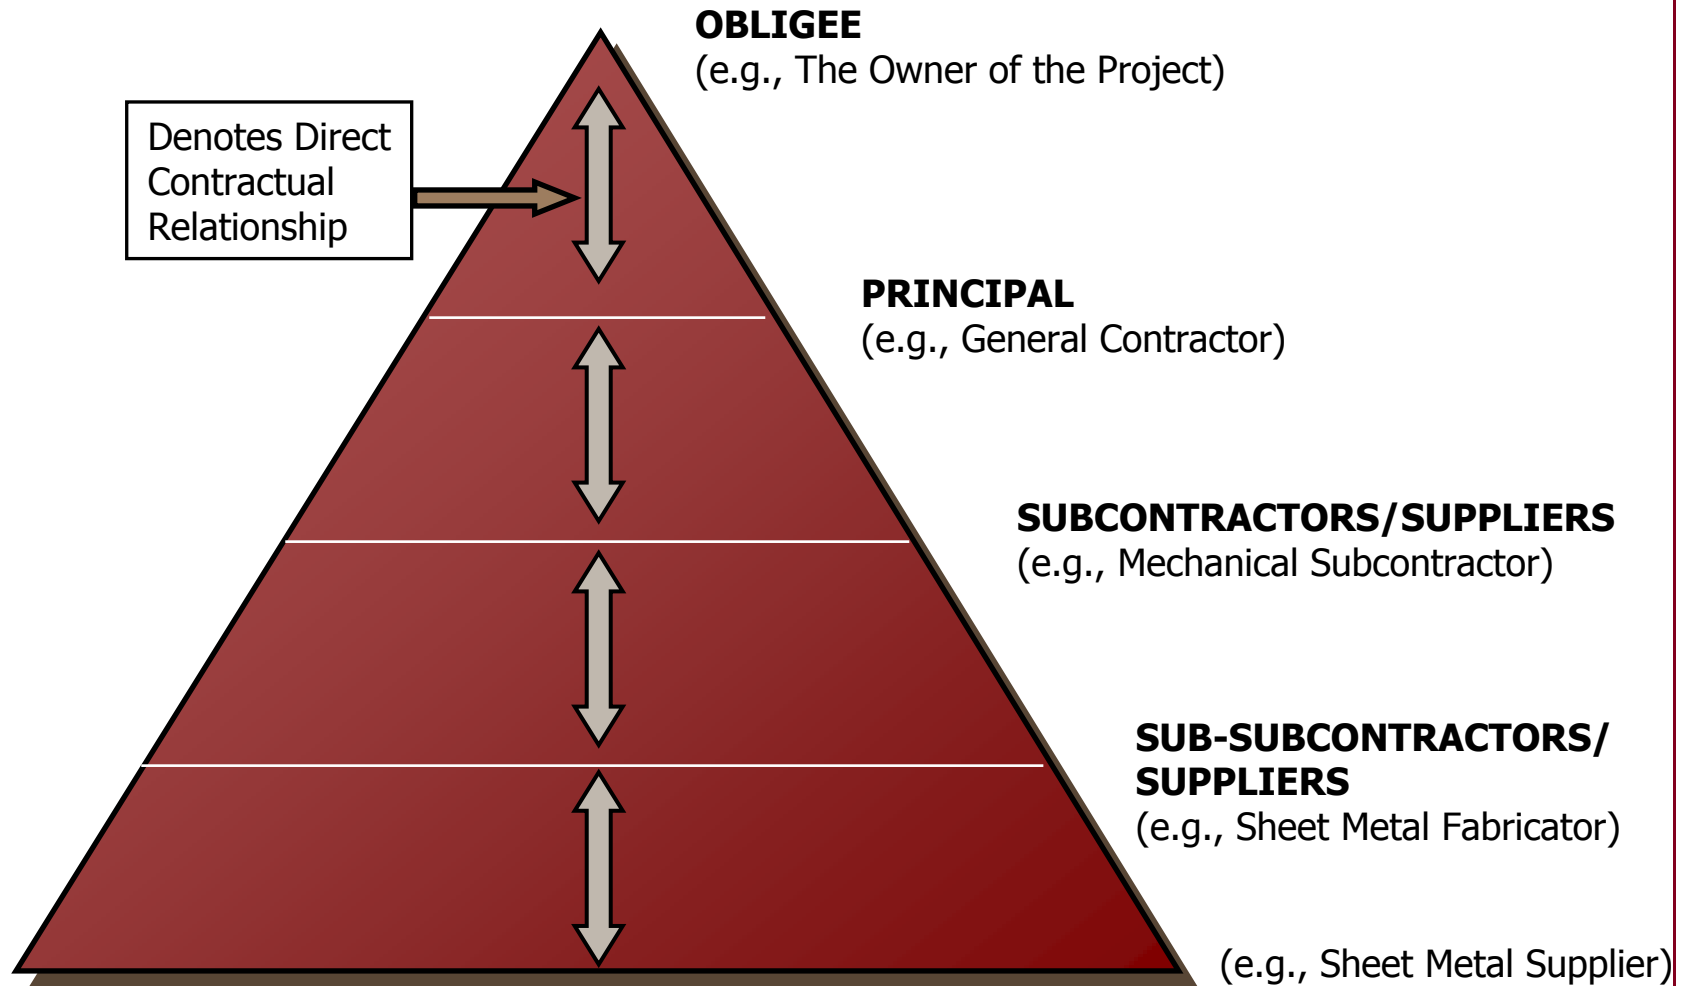 OBLIGEE
(e.g., The Owner of the Project)
Denotes Direct
Contractual
Relationship
PRINCIPAL
(e.g., General Contractor)
SUBCONTRACTORS/SUPPLIERS
(e.g., Mechanical Subcontractor)
SUB-SUBCONTRACTORS/
SUPPLIERS
(e.g., Sheet Metal Fabricator)
(e.g., Sheet Metal Supplier)